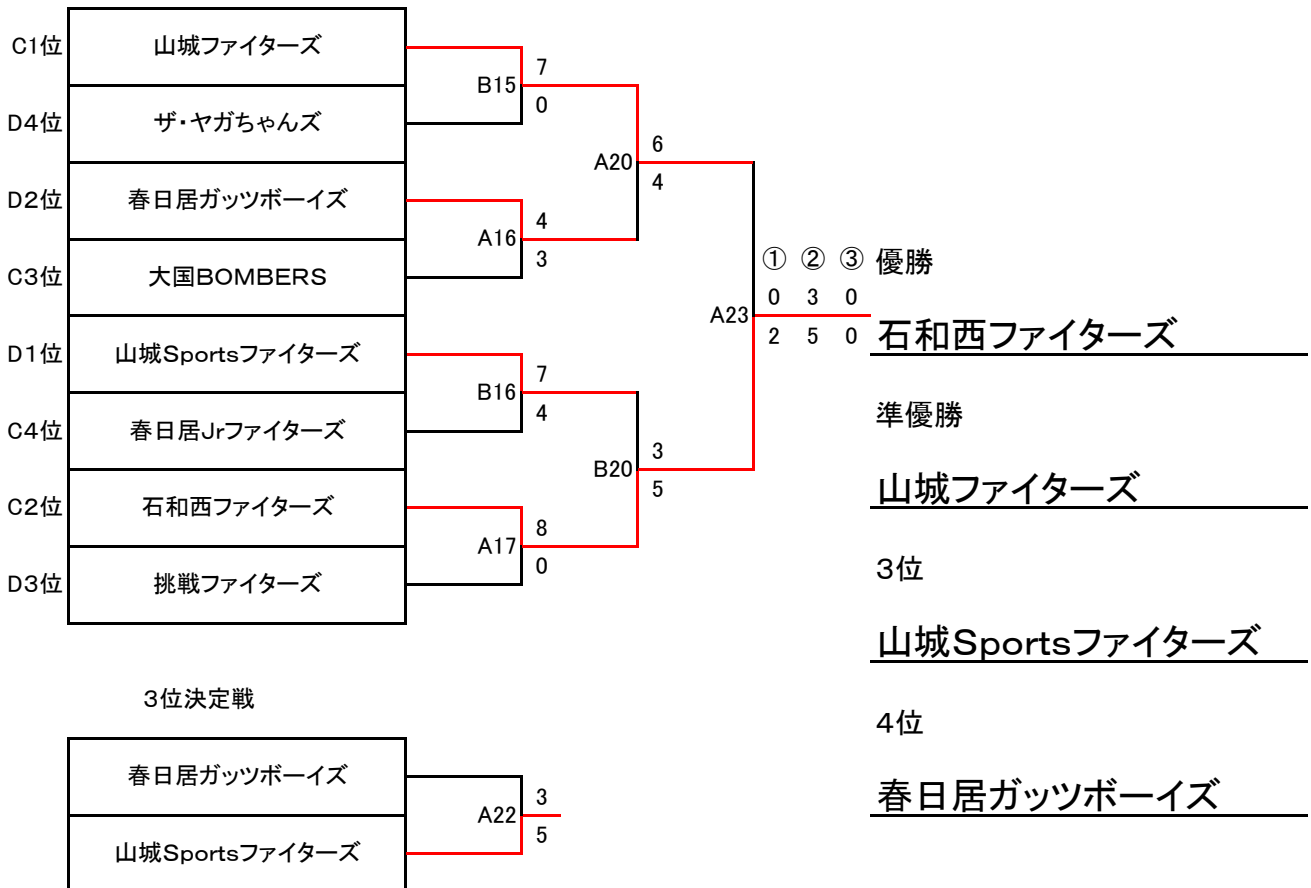 C1位 山城ファイターズ
7
B15
0
D4位 ザ・ヤガちゃんズ
6
A20
4
D2位 春日居ガッツボーイズ
4
A16
3
C3位 大国BOMBERS
① ② ③ 優勝
0 3 0
A23
2 5 0 石和西ファイターズ
D1位 山城Sportsファイターズ
7
B16
4
C4位 春日居Jrファイターズ
準優勝
3
B20
5
山城ファイターズ
C2位 石和西ファイターズ
8
A17
0
D3位 挑戦ファイターズ
3位
山城Sportsファイターズ
3位決定戦
4位
春日居ガッツボーイズ
3
A22
5
山城Sportsファイターズ
春日居ガッツボーイズ